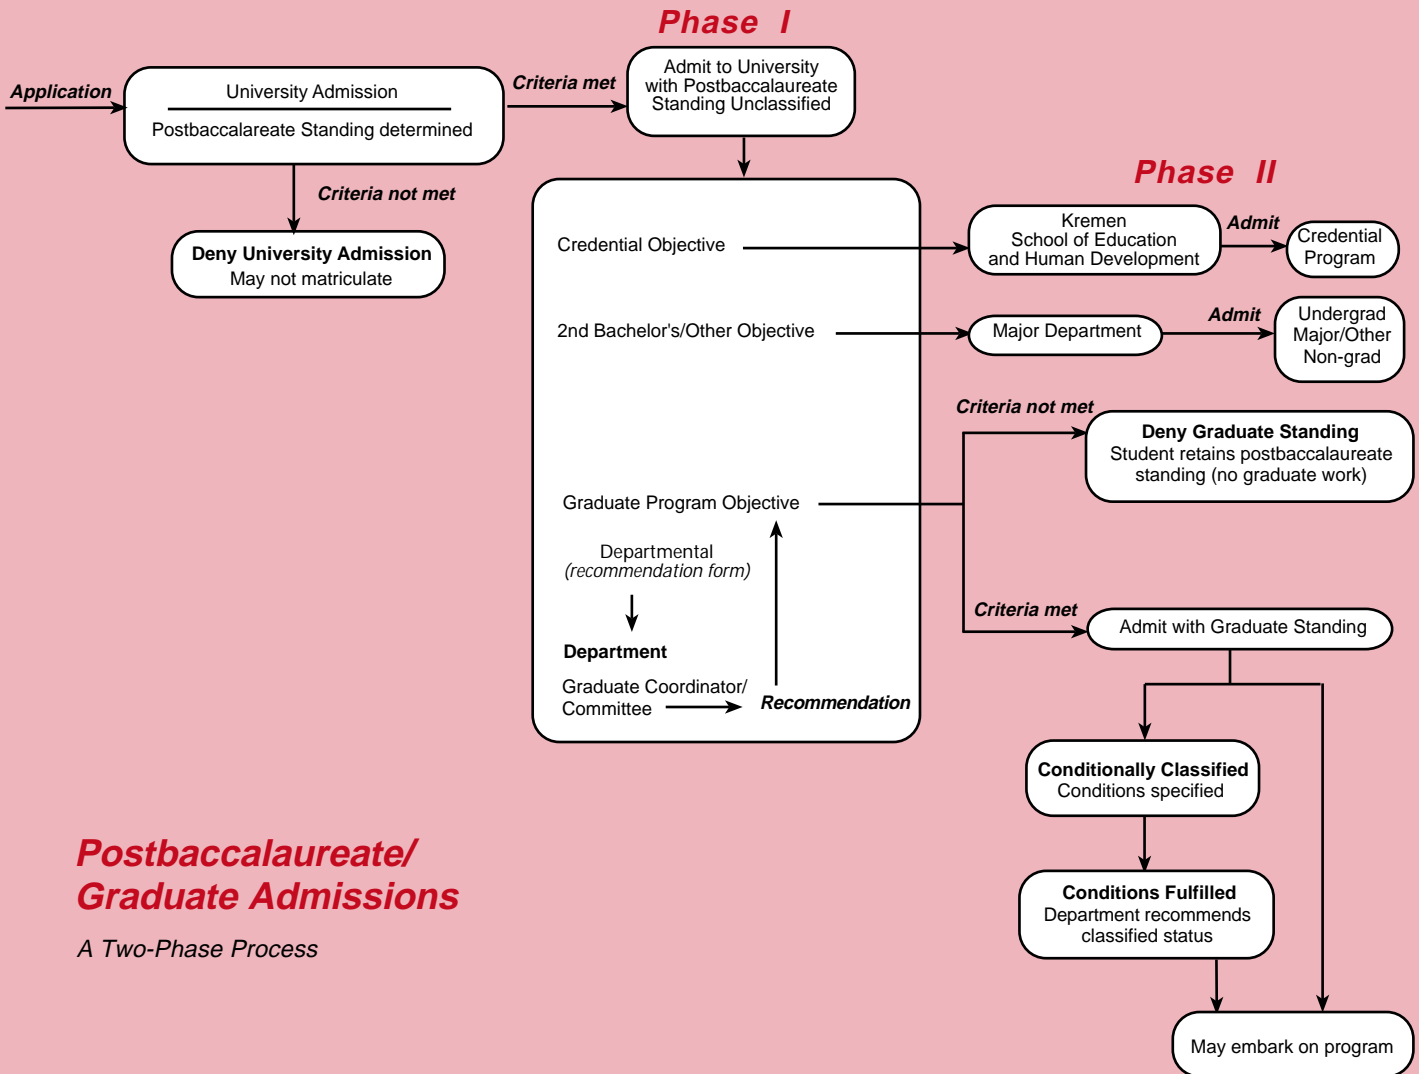 Phase I
Application
University Admission
Postbaccalareate Standing determined
Criteria met
Admit to University
with Postbaccalaureate
Standing Unclassified
Criteria not met
Deny University Admission
May not matriculate
Phase II
Credential Objective
Kremen
School of Education
and Human Development
Admit
Credential
Program
2nd Bachelor's/Other Objective
Major Department
Admit
Undergrad
Major/Other
Non-grad
Criteria not met
Deny Graduate Standing
Student retains postbaccalaureate
standing (no graduate work)
Graduate Program Objective
Departmental
(recommendation form)
Department
Graduate Coordinator/
Committee
Recommendation
Criteria met
Admit with Graduate Standing
Conditionally Classified
Conditions specified
Conditions Fulfilled
Department recommends
classified status
May embark on program
Postbaccalaureate/
Graduate Admissions
A Two-Phase Process